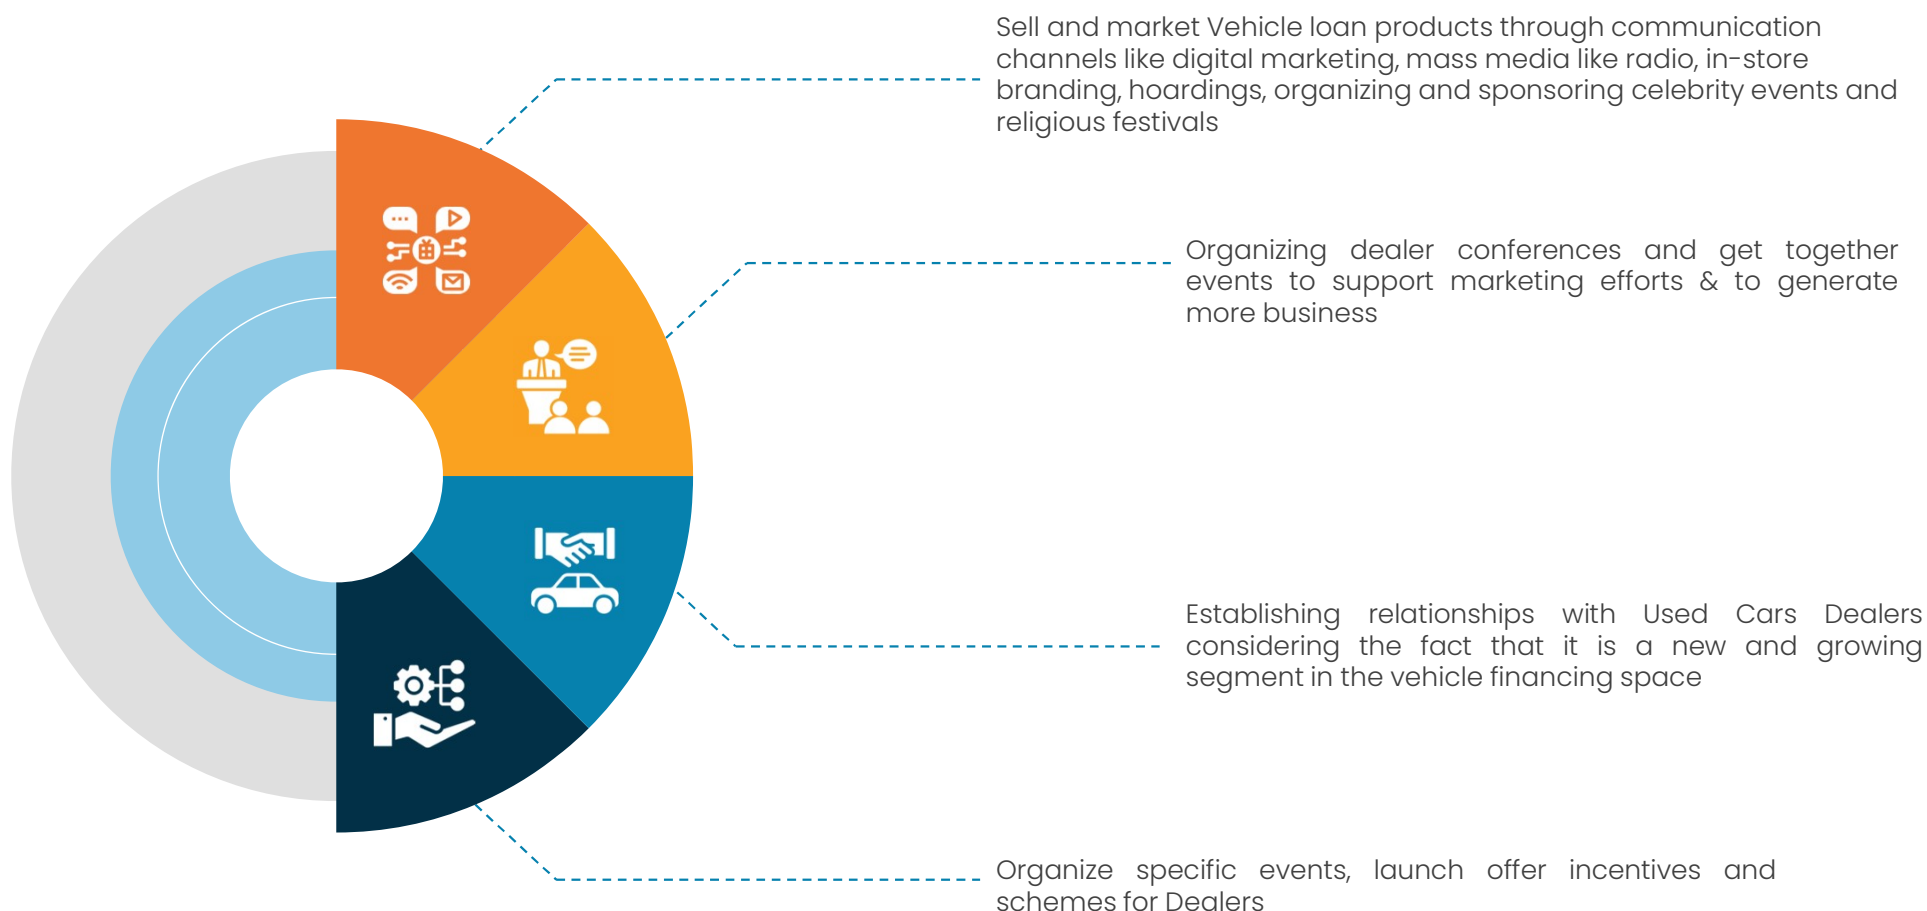 Sell and market Vehicle loan products through communication
channels like digital marketing, mass media like radio, in-store
branding, hoardings, organizing and sponsoring celebrity events and
religious festivals
Organizing dealer conferences and get together
events to support marketing efforts & to generate
more business
Establishing relationships with Used Cars Dealers
considering the fact that it is a new and growing
segment in the vehicle financing space
Organize specific events, launch offer incentives and
schemes for Dealers